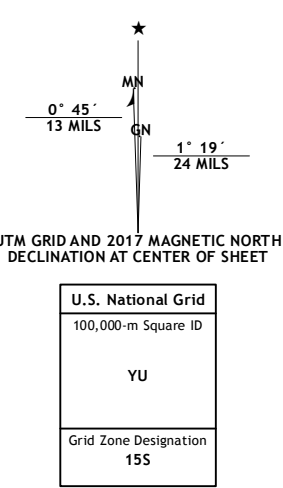 ★
MN
0° 45´
13 MILS
GN
1° 19´
24 MILS
UTM GRID AND 2017 MAGNETIC NORTH
DECLINATION AT CENTER OF SHEET
U.S. National Grid
100,000-m Square ID
YU
Grid Zone Designation
15S